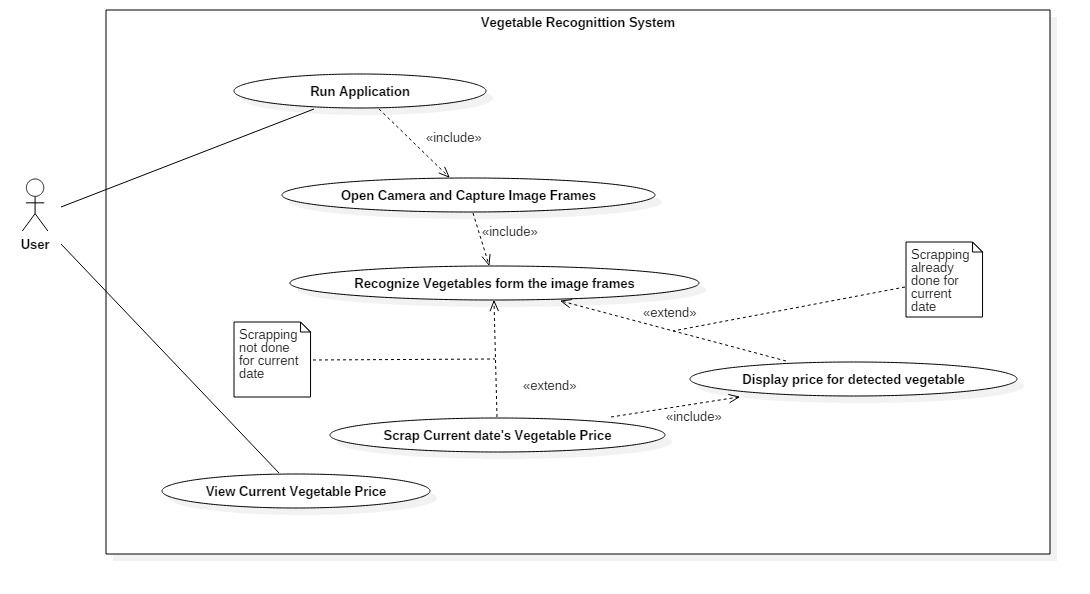 Vegetable Recognittion System
Run Application
«include»
Open Camera and Capture Image Frames
User
«include»
Scrapping
already
done for
current
date
Recognize Vegetables form the image frames
«extend»
Scrapping
not done
for current
date
Display price for detected vegetable
«extend»
«include»
Scrap Current date's Vegetable Price
View Current Vegetable Price